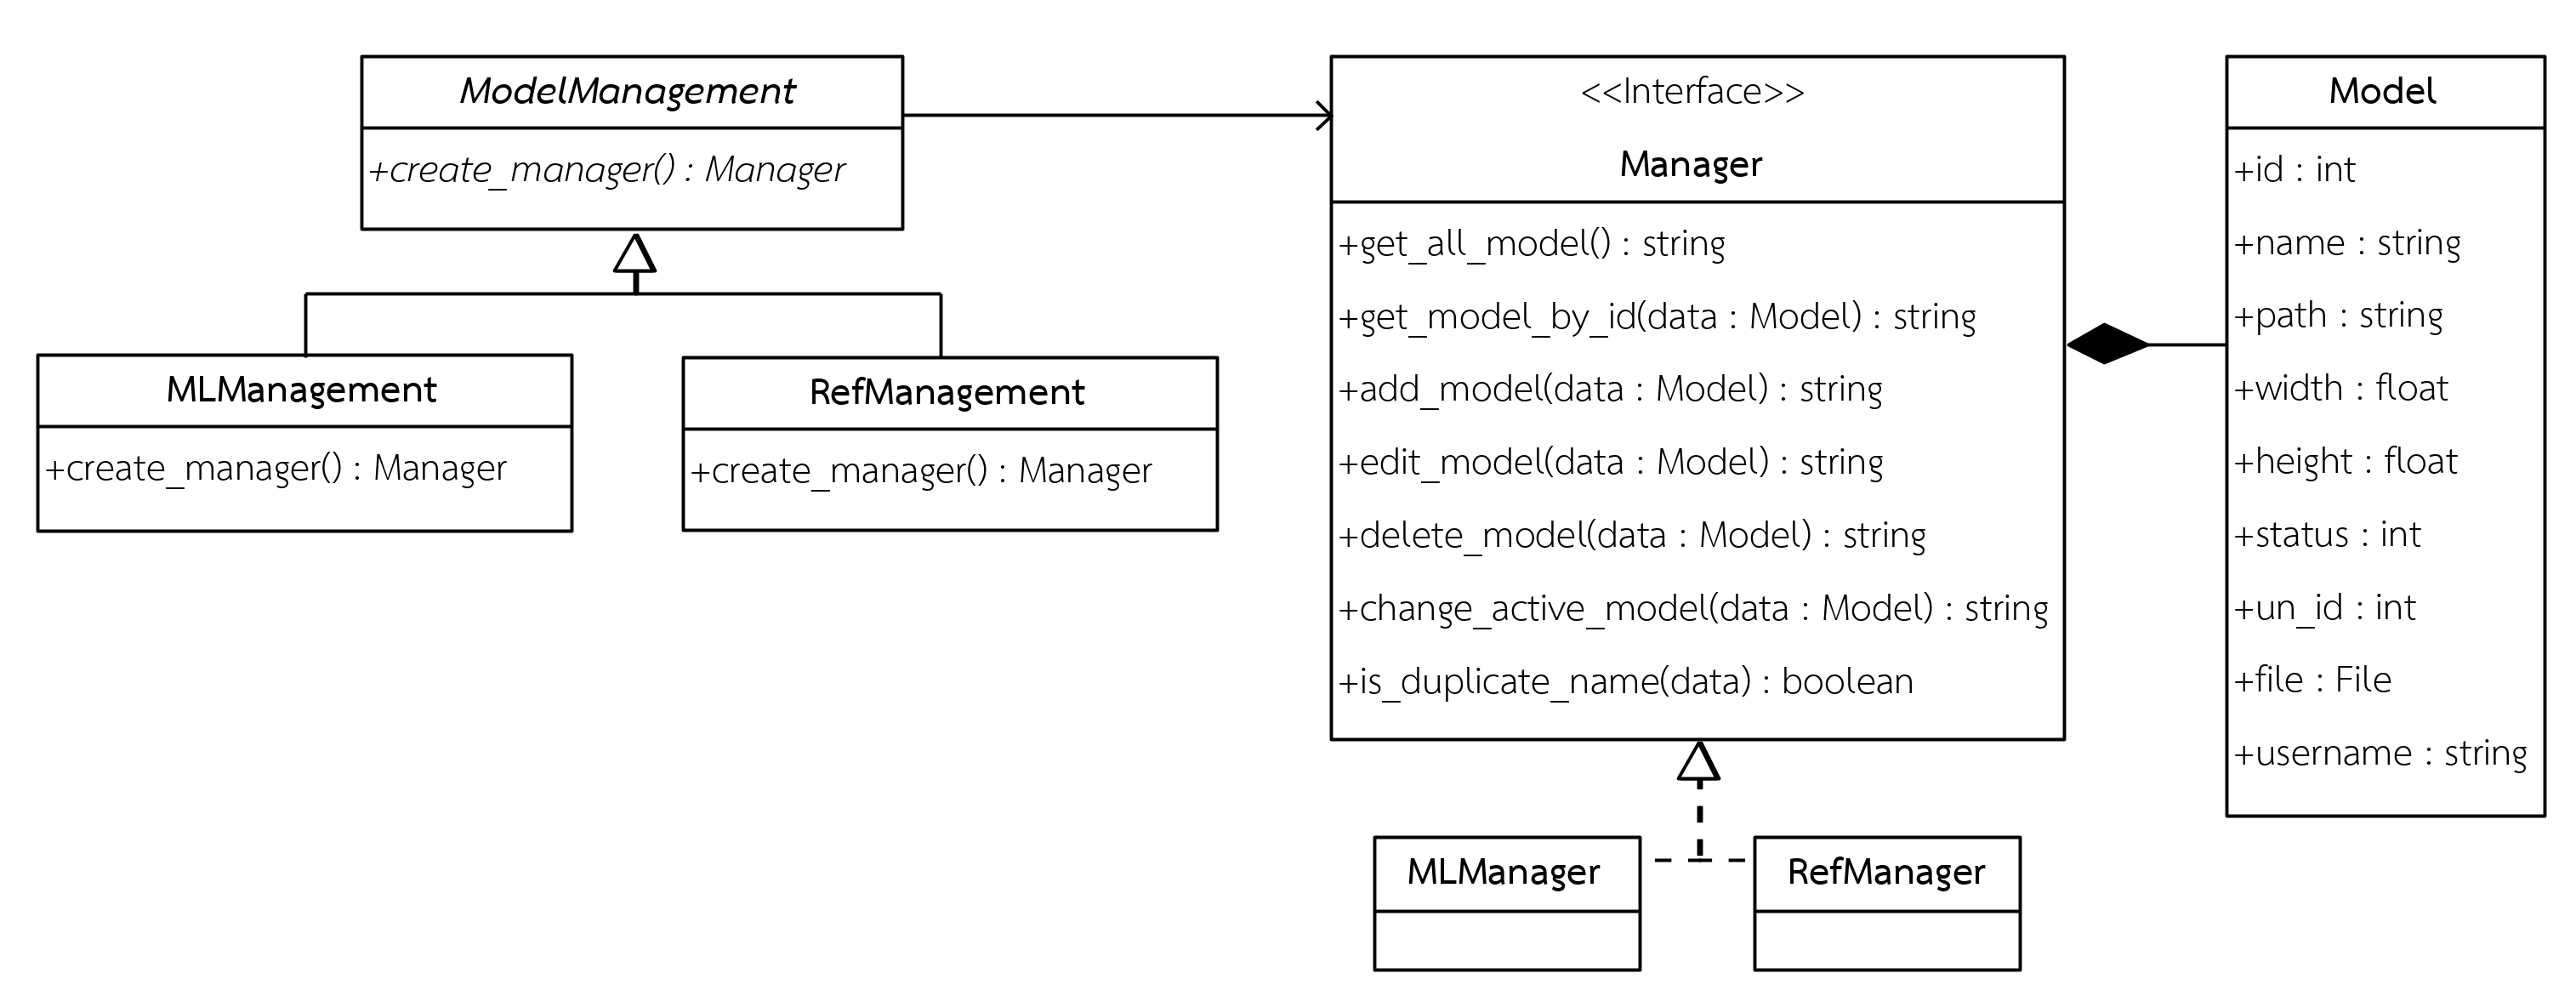 ModelManagement
+create_manager() : Manager
MLManagement
+create_manager() : Manager
RefManagement
+create_manager() : Manager
<<Interface>>
Manager
+get_all_model() : string
+get_model_by_id(data : Model) : string
+add_model(data : Model) : string
+edit_model(data : Model) : string
+delete_model(data : Model) : string
+change_active_model(data : Model) : string
+is_duplicate_name(data) : boolean
MLManager
RefManager
Model
+id : int
+name : string
+path : string
+width : float
+height : float
+status : int
+un_id : int
+file : File
+username : string